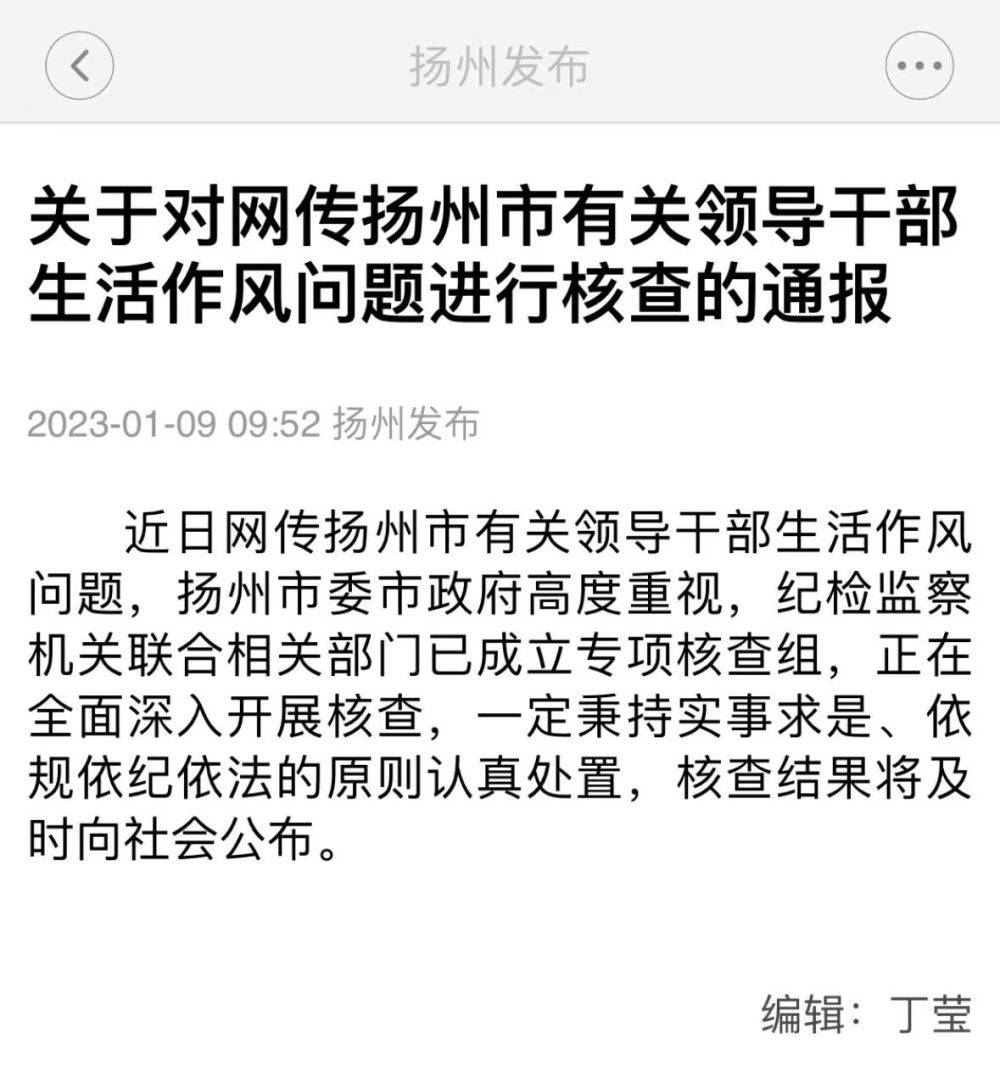 扬州发布
关于对网传扬州市有关领导干部
生活作风问题进行核查的通报
2023-01-09 09:52 扬州发布
近日网传扬州市有关领导干部生活作风
问题，扬州市委市政府高度重视，纪检监察
机关联合相关部门已成立专项核查组，正在
全面深入开展核查，一定秉持实事求是、依
规依纪依法的原则认真处置，核查结果将及
时向社会公布。
编辑：丁莹